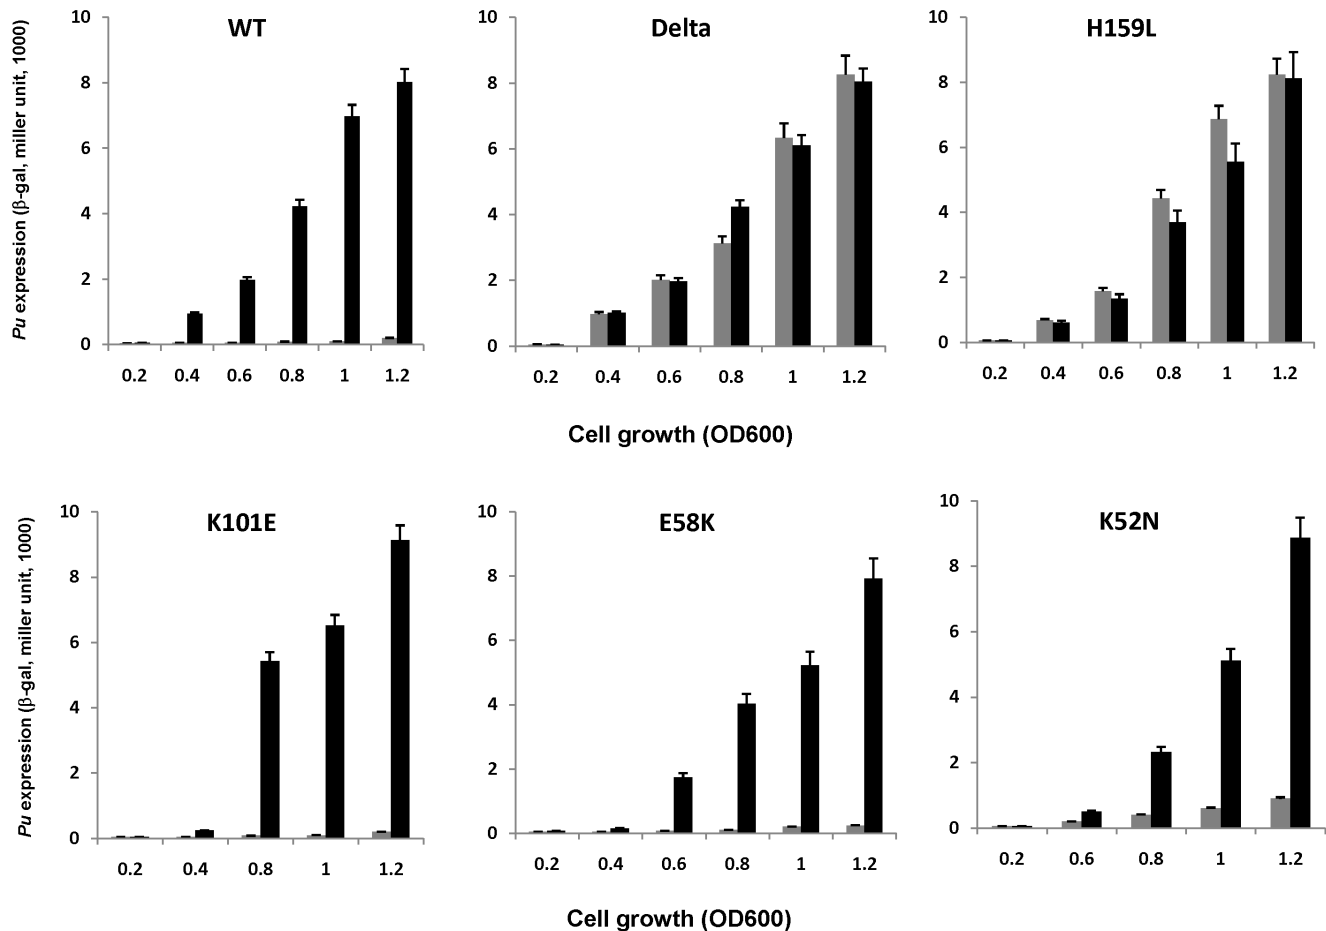 WT
Delta
H159L
Pu expression (β-gal, miller unit, 1000)
10
8
6
4
2
0
0.2 0.4 0.6 0.8 1 1.2
10
8
6
4
2
0
0.2 0.4 0.6 0.8 1 1.2
10
8
6
4
2
0
0.2 0.4 0.6 0.8 1 1.2
Cell growth (OD600)
K101E
E58K
K52N
Pu expression (β-gal, miller unit, 1000)
10
8
6
4
2
0
0.2 0.4 0.8 1 1.2
10
8
6
4
2
0
0.2 0.4 0.6 0.8 1 1.2
10
8
6
4
2
0
0.2 0.6 0.8 1 1.2
Cell growth (OD600)